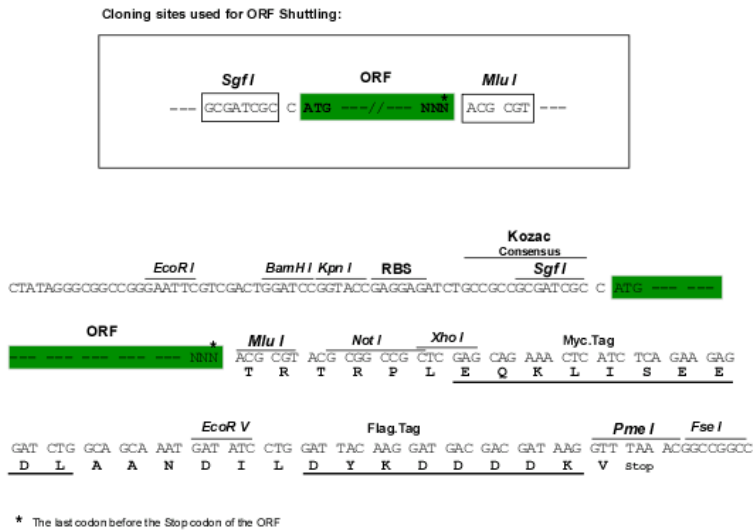 Cloning sites used for ORF Shuttling:
Sgf I ORF Mlu I
*
--- GCGATCGC C ATG ---//--- NNN ACG CGT ---
Kozac
Consensus
EcoR I BamH I Kpn I RBS Sgf I
CTATAGGGCGGCCGGGAATTCGTCGACTGGATCCGGTACCGAGGAGATCTGCCGCCGCGATCGC C ATG --- ---
ORF Mlu I Not I Xho I Myc.Tag
*
--- --- --- --- --- --- NNN ACG CGT ACG CGG CCG CTC GAG CAG AAA CTC ATC TCA GAA GAG
T R T R P L E Q K L I S E E
EcoR V Flag.Tag Pme I Fse I
GAT CTG GCA GCA AAT GAT ATC CTG GAT TAC AAG GAT GAC GAC GAT AAG GTT TAA ACGGCCGGCC
D L A A N D I L D Y K D D D D K V Stop
* The last codon before the Stop codon of the ORF